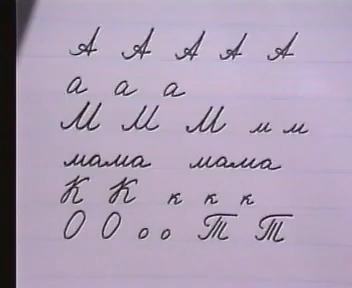 А А А А А
а а а
М М М м м
мама мама
К К к к к
О О о о Т Т